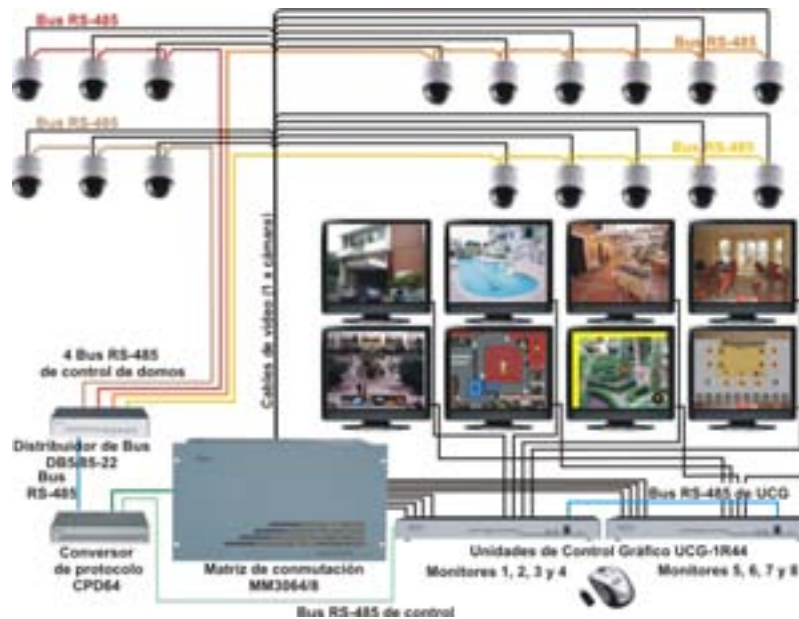 Bus RS-485
Bus RS-485
Bus RS-485
Bus RS-485
Cables de video (1 x cámara)
4 Bus RS-485
de control de domos
Distribuidor de Bus
DBS485-22
Bus
RS-485
Conversor
de protocolo
CPD64
Matriz de conmutación
MM3064/8
Bus RS-485 de UCG
Unidades de Control Gráfico UCG-1R44
Monitores 1, 2, 3 y 4
Monitores 5, 6, 7 y 8
Bus RS-485 de control